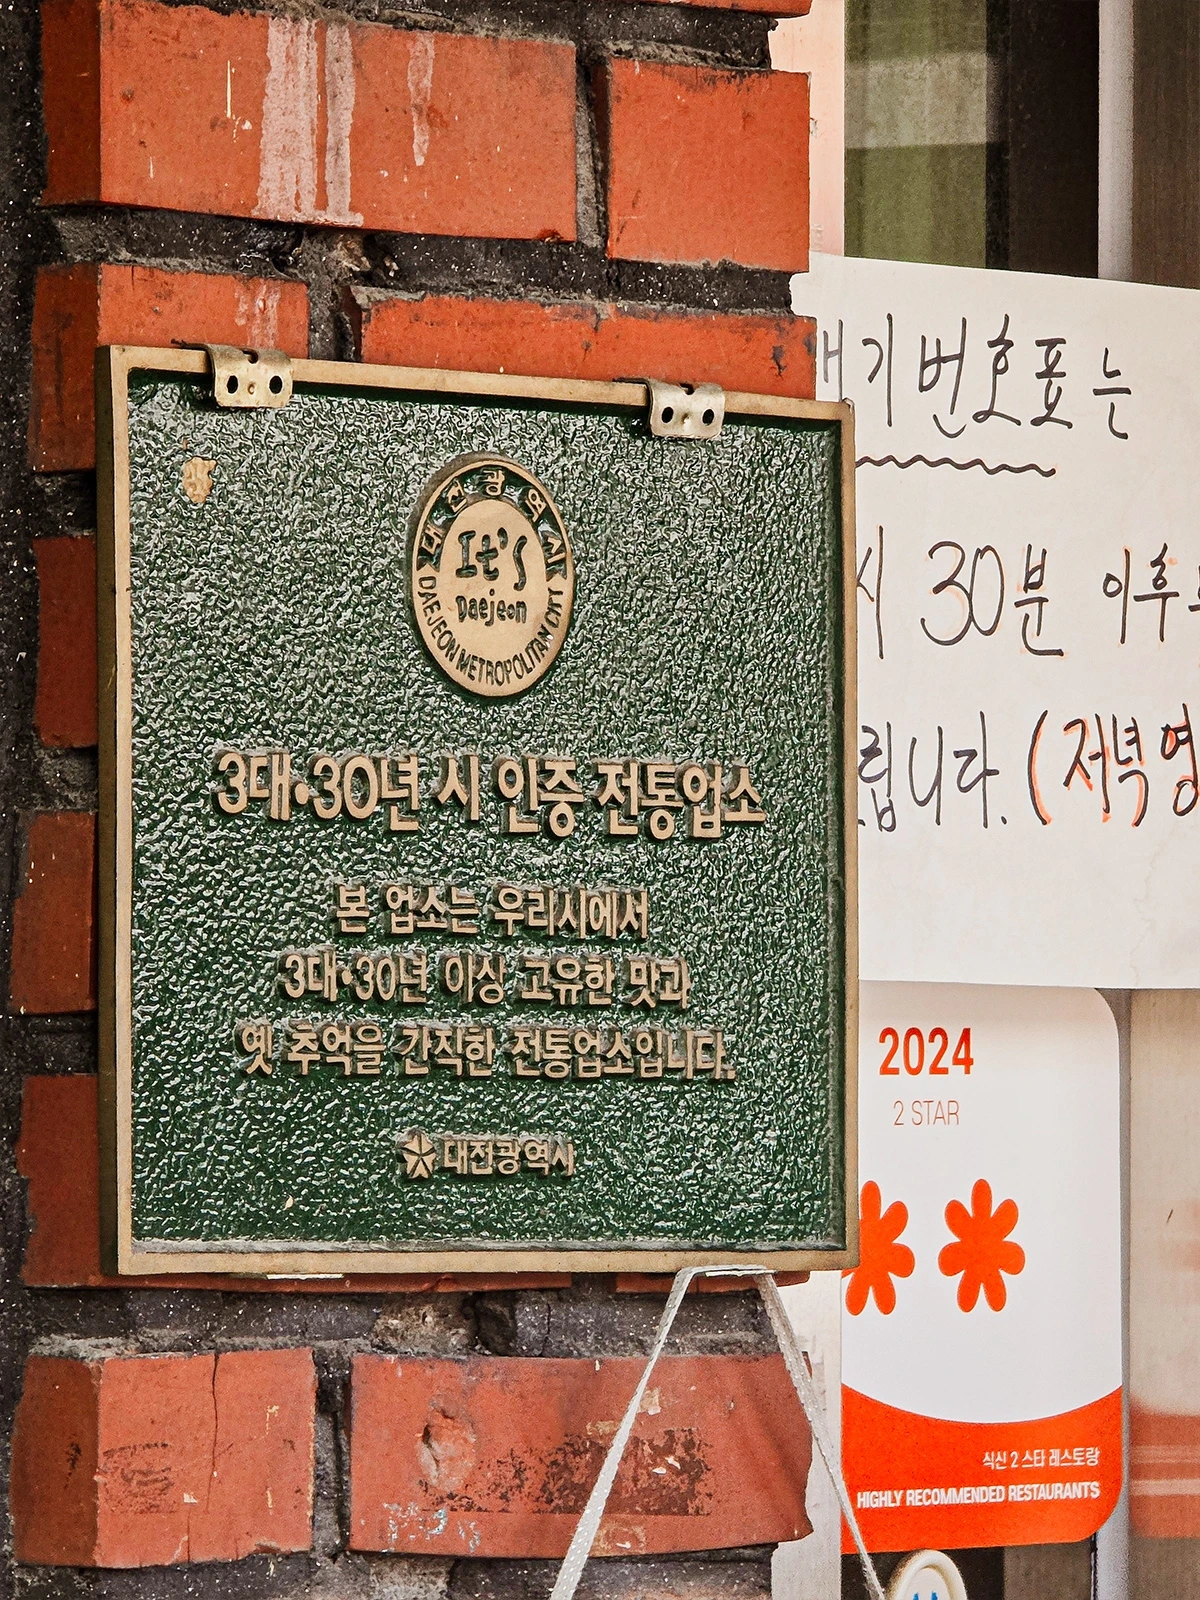 대전광역시
It's
Daejeon
DAEJEON METROPOLITAN CITY
3대·30년 시 인증 전통업소
본 업소는 우리시에서
3대·30년 이상 고유한 맛과
옛 추억을 간직한 전통업소입니다.
대전광역시
기번호표는
시 30분 이후
립니다. (저녁 영
2024
2 STAR
식신 2 스타 레스토랑
HIGHLY RECOMMENDED RESTAURANTS